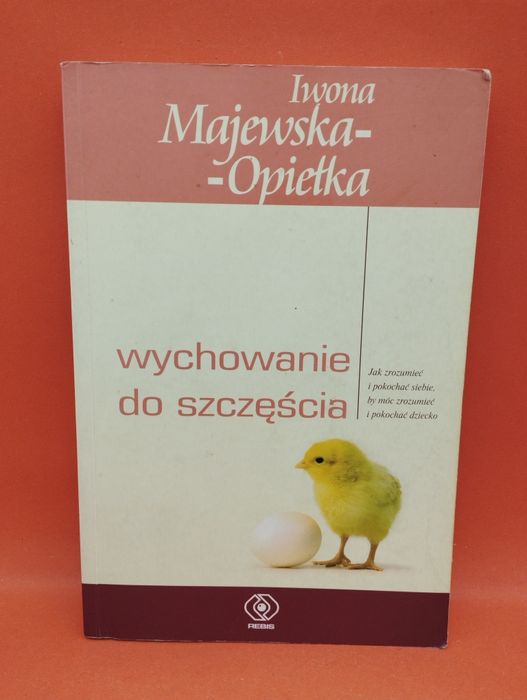 Iwona
Majewska-
-Opiełka
wychowanie
do szczęścia
Jak zrozumieć
i pokochać siebie,
by móc zrozumieć
i pokochać dziecko
REBIS